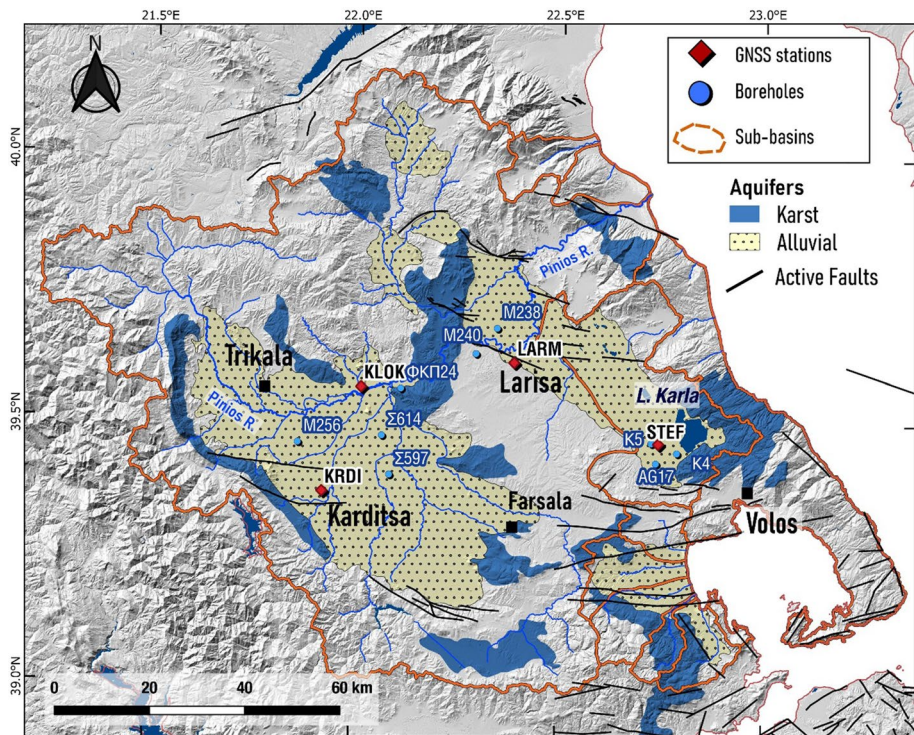 21.5°E
22.0°E
22.5°E
23.0°E
N
GNSS stations
Boreholes
Sub-basins
Aquifers
Karst
Alluvial
Active Faults
40.0°N
39.5°N
39.0°N
Pinios R.
M238
M240
LARM
Larisa
Trikala
KLOK
ΦΚΠ24
Pinios R.
L. Karla
M256
Σ614
K5
STEF
K4
AG17
Σ597
KRDI
Karditsa
Farsala
Volos
0
20
40
60 km